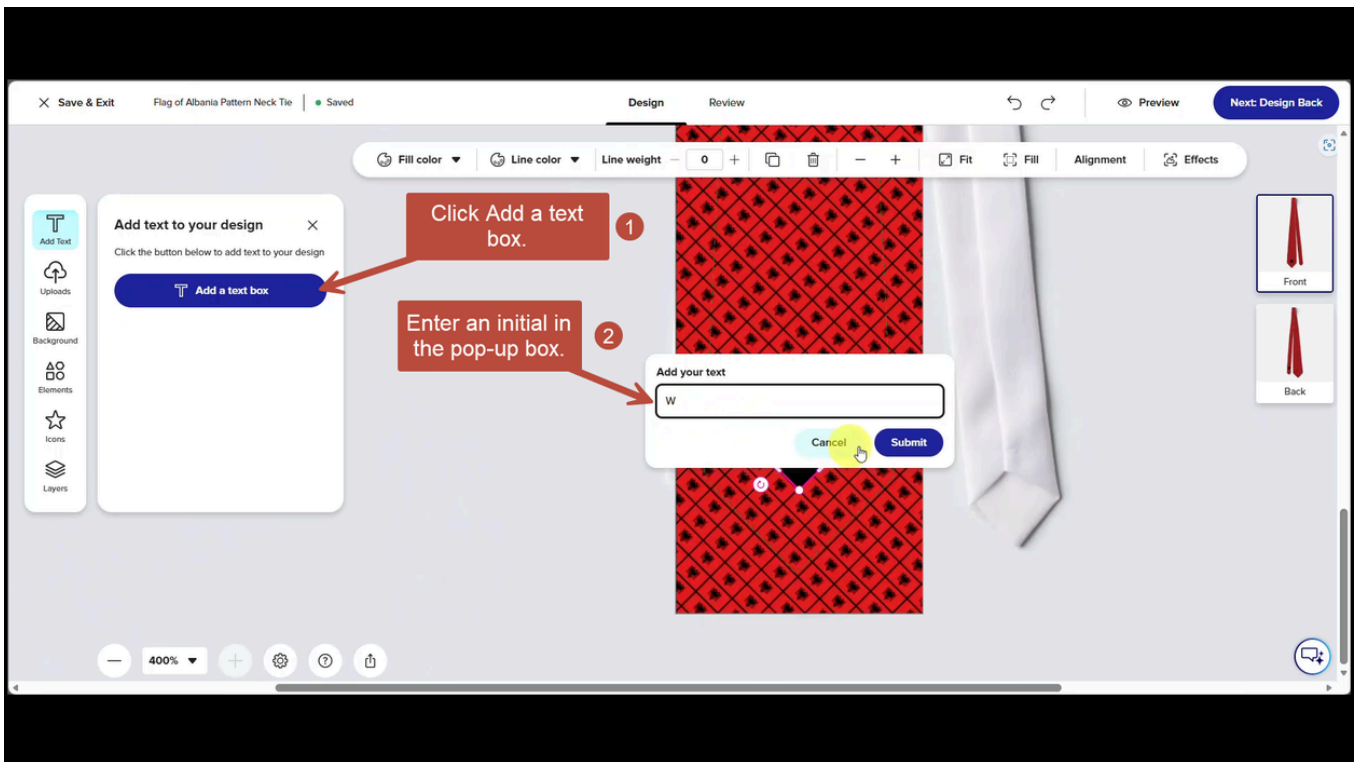 Save & Exit
Flag of Albania Pattern Neck Tie
Saved
Design
Review
Preview
Next: Design Back
Fill color
Line color
Line weight
0
Fit
Fill
Alignment
Effects
Add Text
Uploads
Background
Elements
Icons
Layers
Add text to your design
Click the button below to add text to your design
Add a text box
Click Add a text
box.
1
Enter an initial in
the pop-up box.
2
Add your text
W
Cancel
Submit
Front
Back
400%